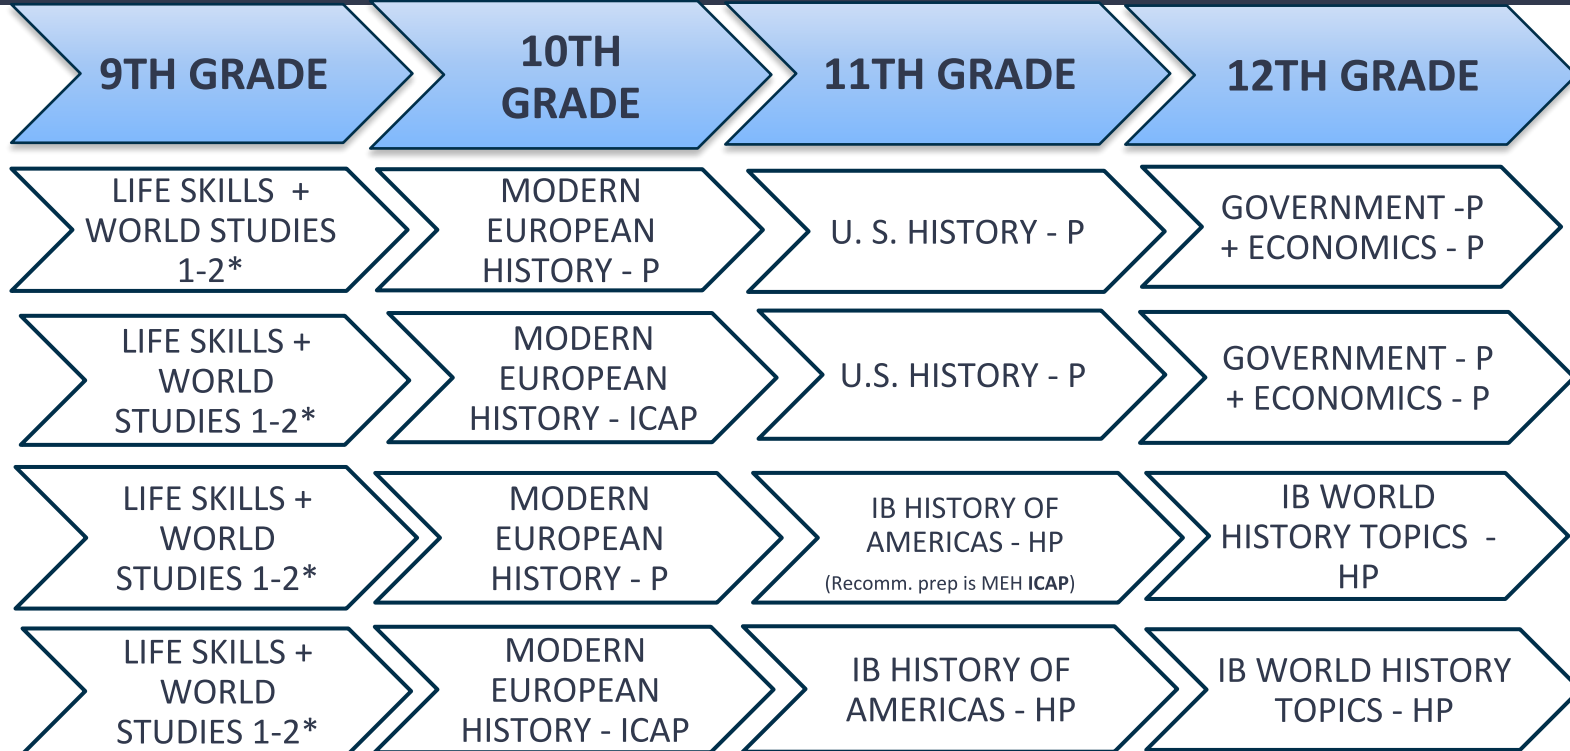 9TH GRADE
10TH
GRADE
11TH GRADE
12TH GRADE
LIFE SKILLS +
WORLD STUDIES
1-2*
MODERN
EUROPEAN
HISTORY - P
U. S. HISTORY - P
GOVERNMENT -P
+ ECONOMICS - P
LIFE SKILLS +
WORLD
STUDIES 1-2*
MODERN
EUROPEAN
HISTORY - ICAP
U.S. HISTORY - P
GOVERNMENT - P
+ ECONOMICS - P
LIFE SKILLS +
WORLD
STUDIES 1-2*
MODERN
EUROPEAN
HISTORY - P
IB HISTORY OF
AMERICAS - HP
(Recomm. prep is MEH ICAP)
IB WORLD
HISTORY TOPICS -
HP
LIFE SKILLS +
WORLD
STUDIES 1-2*
MODERN
EUROPEAN
HISTORY - ICAP
IB HISTORY OF
AMERICAS - HP
IB WORLD HISTORY
TOPICS - HP